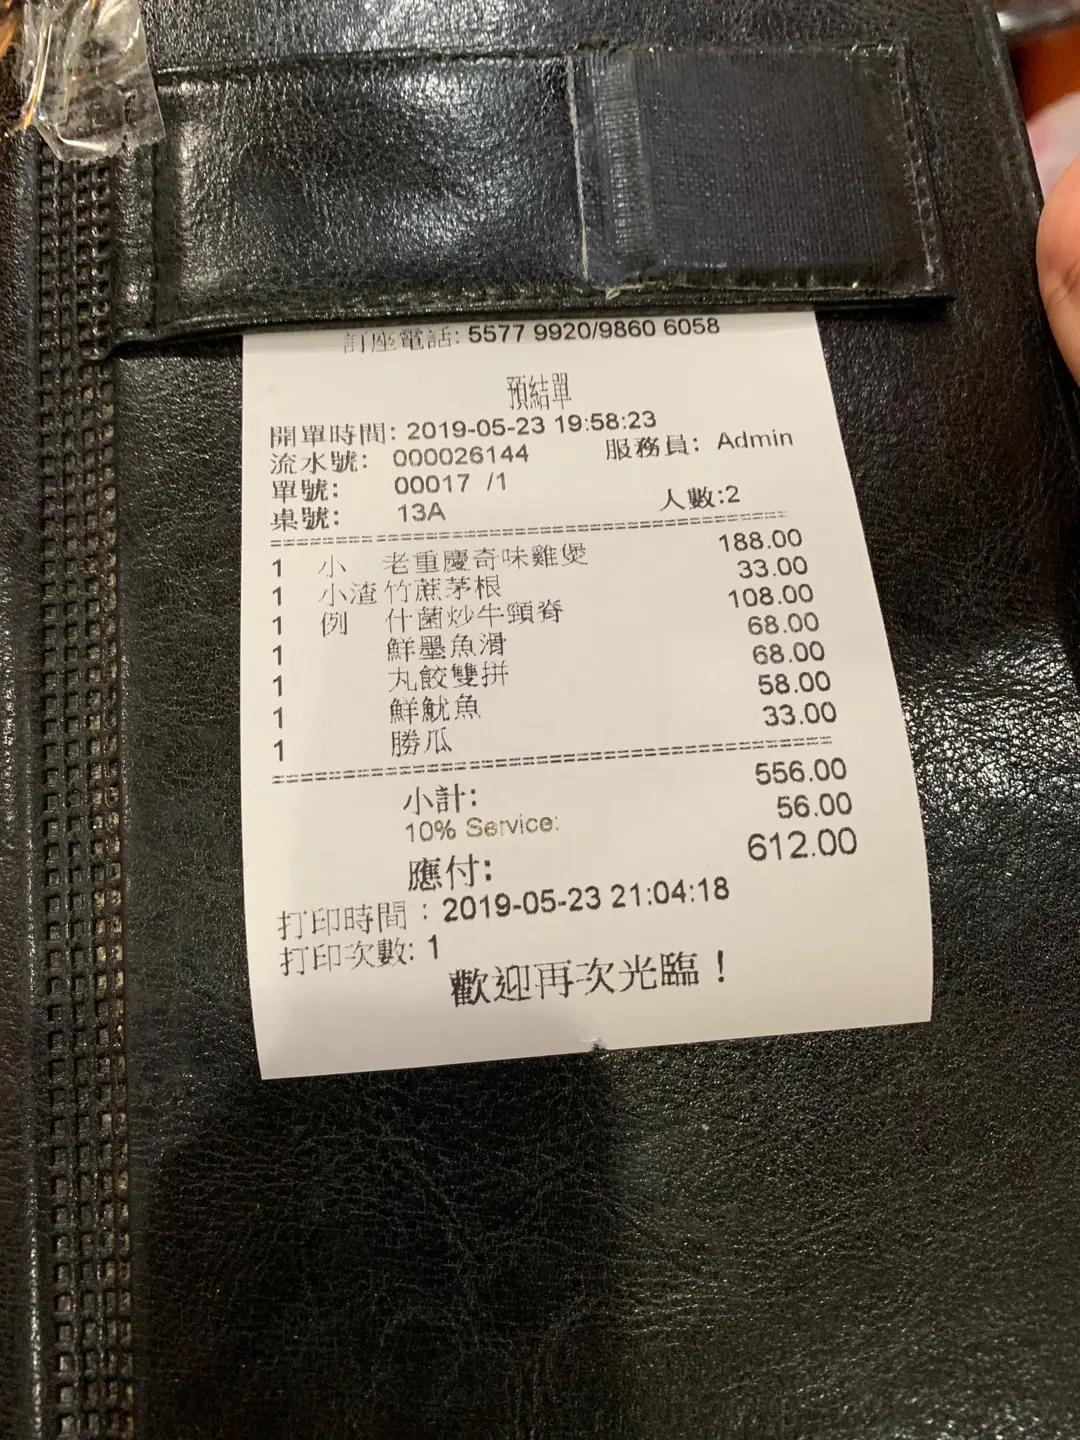 訂座電話: 5577 9920/9860 6058
預結單
開單時間: 2019-05-23 19:58:23
流水號: 000026144 服務員: Admin
單號: 00017 /1
桌號: 13A 人數:2
1 小 老重慶奇味雞煲 188.00
1 小渣 竹蔗茅根 33.00
1 例 什菌炒牛頸脊 108.00
1 鮮墨魚滑 68.00
1 丸餃雙拼 68.00
1 鮮魷魚 58.00
1 勝瓜 33.00
小計: 556.00
10% Service: 56.00
應付: 612.00
打印時間 : 2019-05-23 21:04:18
打印次數: 1
歡迎再次光臨！